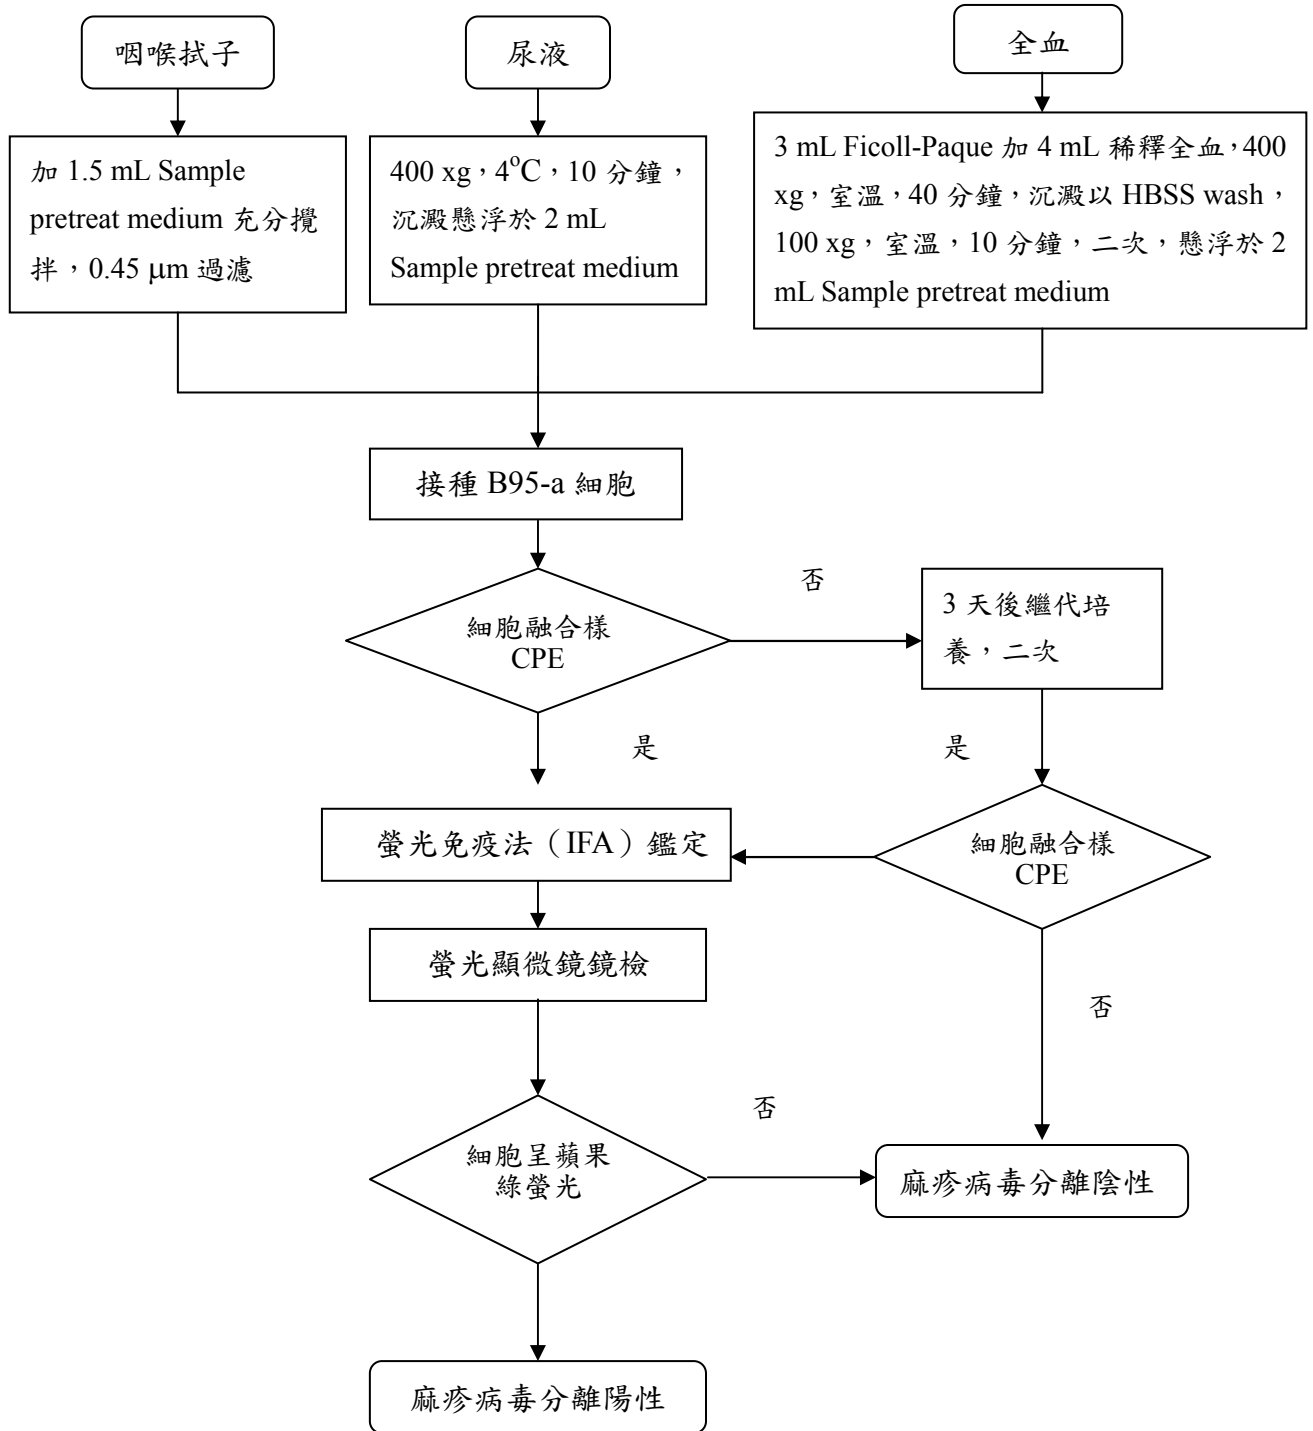 咽喉拭子
尿液
全血
加 1.5 mL Sample
pretreat medium 充分攪
拌，0.45 μm 過濾
400 xg，4°C，10 分鐘，
沉澱懸浮於 2 mL
Sample pretreat medium
3 mL Ficoll-Paque 加 4 mL 稀釋全血，400
xg，室溫，40 分鐘，沉澱以 HBSS wash，
100 xg，室溫，10 分鐘，二次，懸浮於 2
mL Sample pretreat medium
接種 B95-a 細胞
細胞融合樣
CPE
否
3 天後繼代培
養，二次
是
是
螢光免疫法（IFA）鑑定
細胞融合樣
CPE
螢光顯微鏡鏡檢
否
細胞呈蘋果
綠螢光
否
麻疹病毒分離陰性
麻疹病毒分離陽性